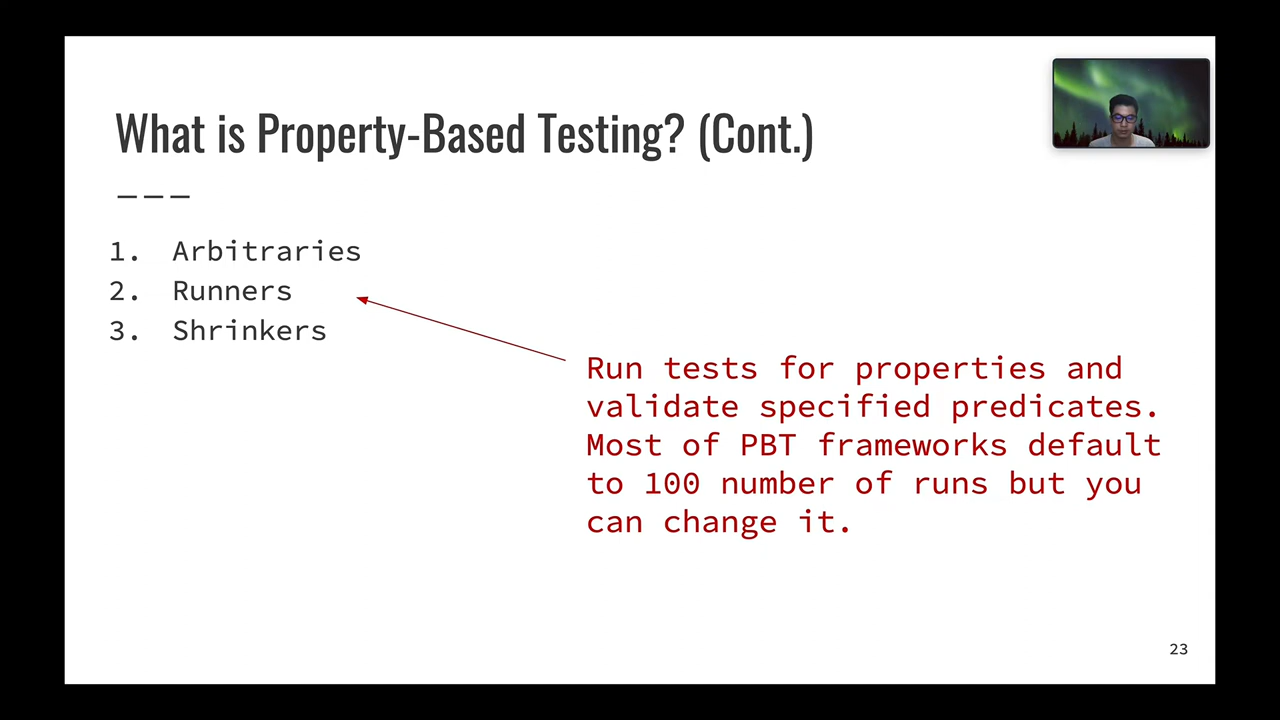 What is Property-Based Testing? (Cont.)
1. Arbitraries
2. Runners
3. Shrinkers
Run tests for properties and
validate specified predicates.
Most of PBT frameworks default
to 100 number of runs but you
can change it.
23